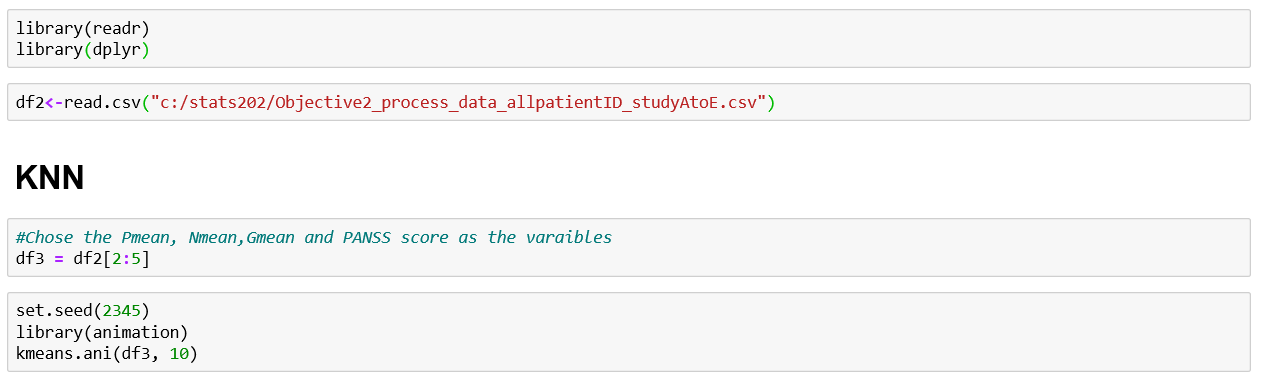 library(readr)
library(dplyr)
df2<-read.csv("c:/stats202/Objective2_process_data_allpatientID_studyAtoE.csv")
KNN
#Chose the Pmean, Nmean,Gmean and PANSS score as the varaibles
df3 = df2[2:5]
set.seed(2345)
library(animation)
kmeans.ani(df3, 10)